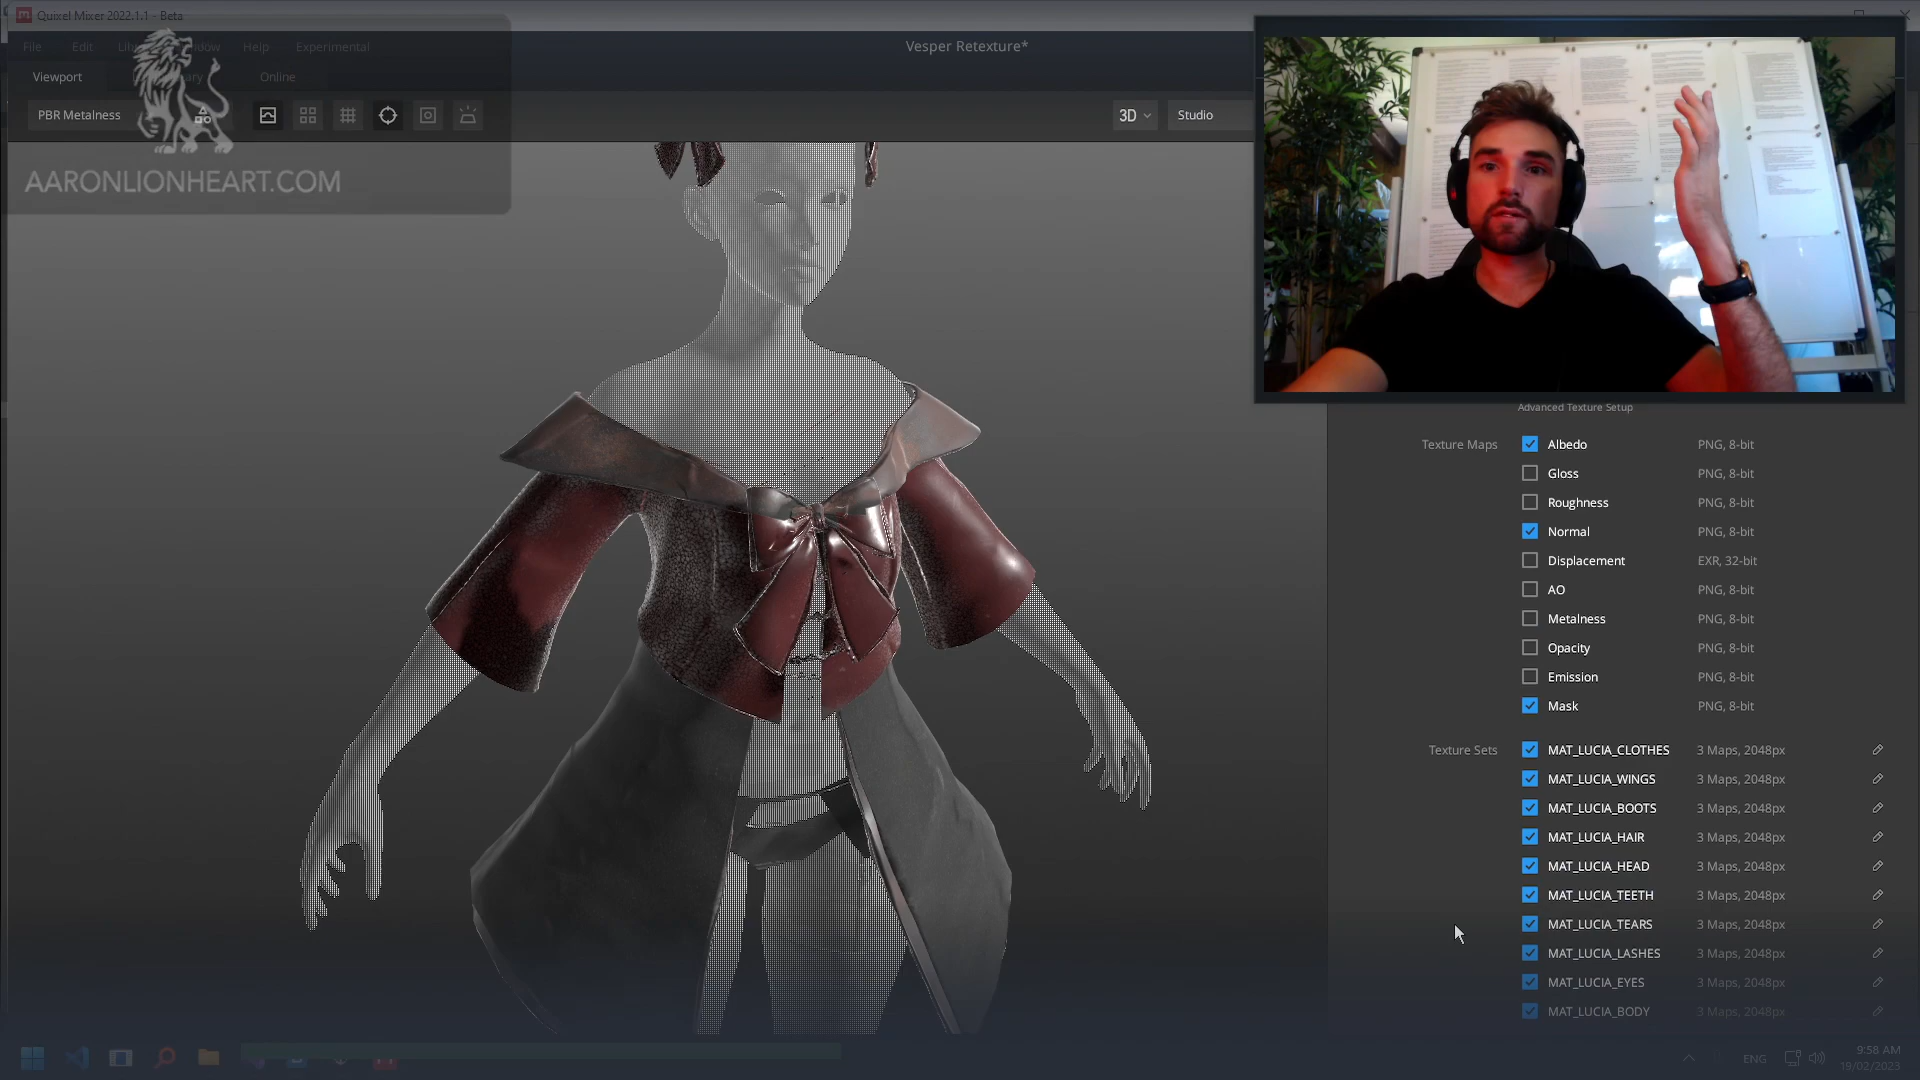 Quixel Mixer 2022.1.1 - Beta
File Edit Window Help Experimental
Vesper Retexture*
Viewport Online
PBR Metalness
3D Studio
AARONLIONHEART.COM
Advanced Texture Setup
Texture Maps Albedo PNG, 8-bit
Gloss PNG, 8-bit
Roughness PNG, 8-bit
Normal PNG, 8-bit
Displacement EXR, 32-bit
AO PNG, 8-bit
Metalness PNG, 8-bit
Opacity PNG, 8-bit
Emission PNG, 8-bit
Mask PNG, 8-bit
Texture Sets MAT_LUCIA_CLOTHES 3 Maps, 2048px
MAT_LUCIA_WINGS 3 Maps, 2048px
MAT_LUCIA_BOOTS 3 Maps, 2048px
MAT_LUCIA_HAIR 3 Maps, 2048px
MAT_LUCIA_HEAD 3 Maps, 2048px
MAT_LUCIA_TEETH 3 Maps, 2048px
MAT_LUCIA_TEARS 3 Maps, 2048px
MAT_LUCIA_LASHES 3 Maps, 2048px
MAT_LUCIA_EYES 3 Maps, 2048px
MAT_LUCIA_BODY 3 Maps, 2048px
ENG
9:58 AM
19/02/2023